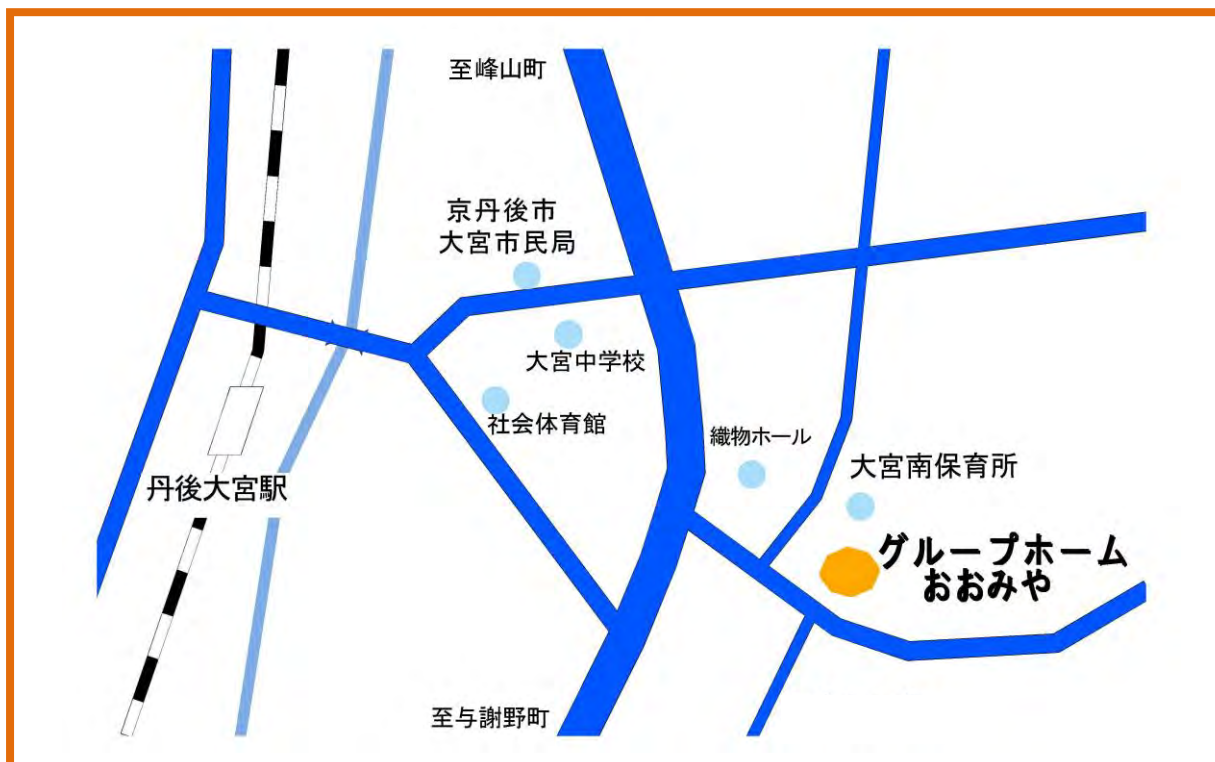 至峰山町
京丹後市
大宮市民局
大宮中学校
社会体育館
織物ホール
大宮南保育所
丹後大宮駅
グループホーム
おおみや
至与謝野町